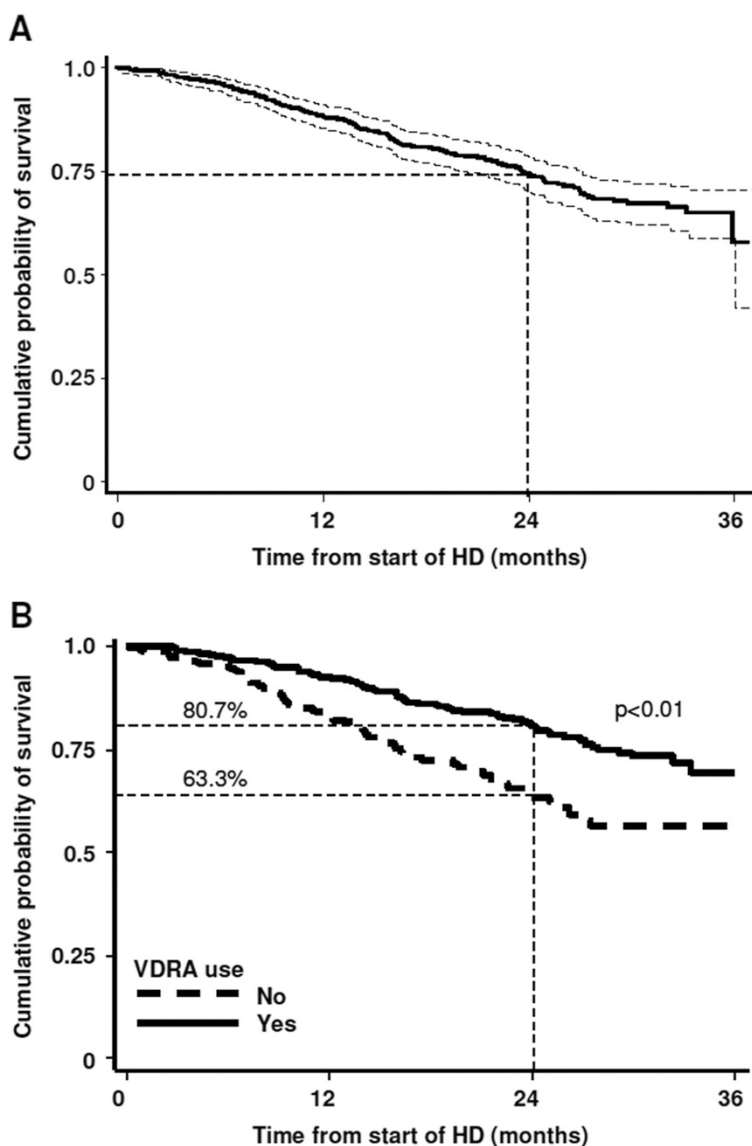 A
Cumulative probability of survival
1.0
0.75
0.5
0.25
0
0 12 24 36
Time from start of HD (months)
B
Cumulative probability of survival
1.0
0.75
0.5
0.25
0
80.7%
63.3%
p<0.01
VDRA use
No
Yes
0 12 24 36
Time from start of HD (months)